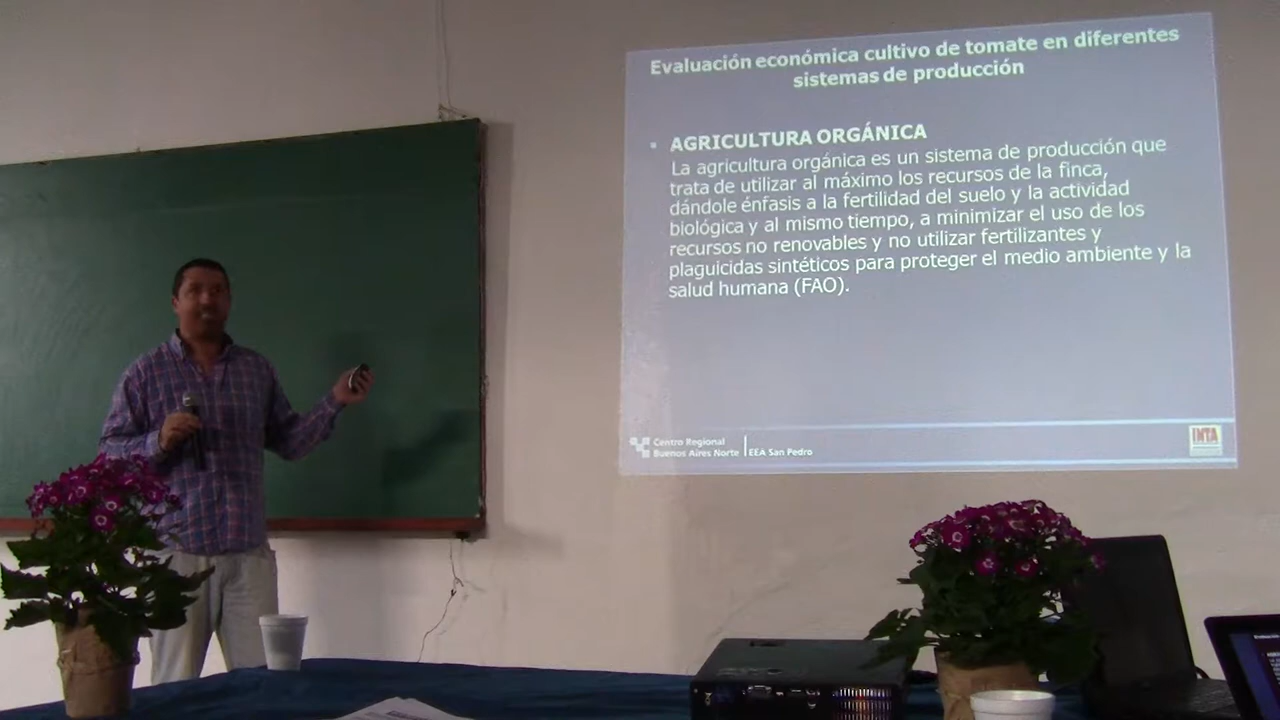 Evaluación económica cultivo de tomate en diferentes
sistemas de producción
AGRICULTURA ORGÁNICA
La agricultura orgánica es un sistema de producción que
trata de utilizar al máximo los recursos de la finca,
dándole énfasis a la fertilidad del suelo y la actividad
biológica y al mismo tiempo, a minimizar el uso de los
recursos no renovables y no utilizar fertilizantes y
plaguicidas sintéticos para proteger el medio ambiente y la
salud humana (FAO).
Centro Regional
Buenos Aires Norte
EEA San Pedro
INTA